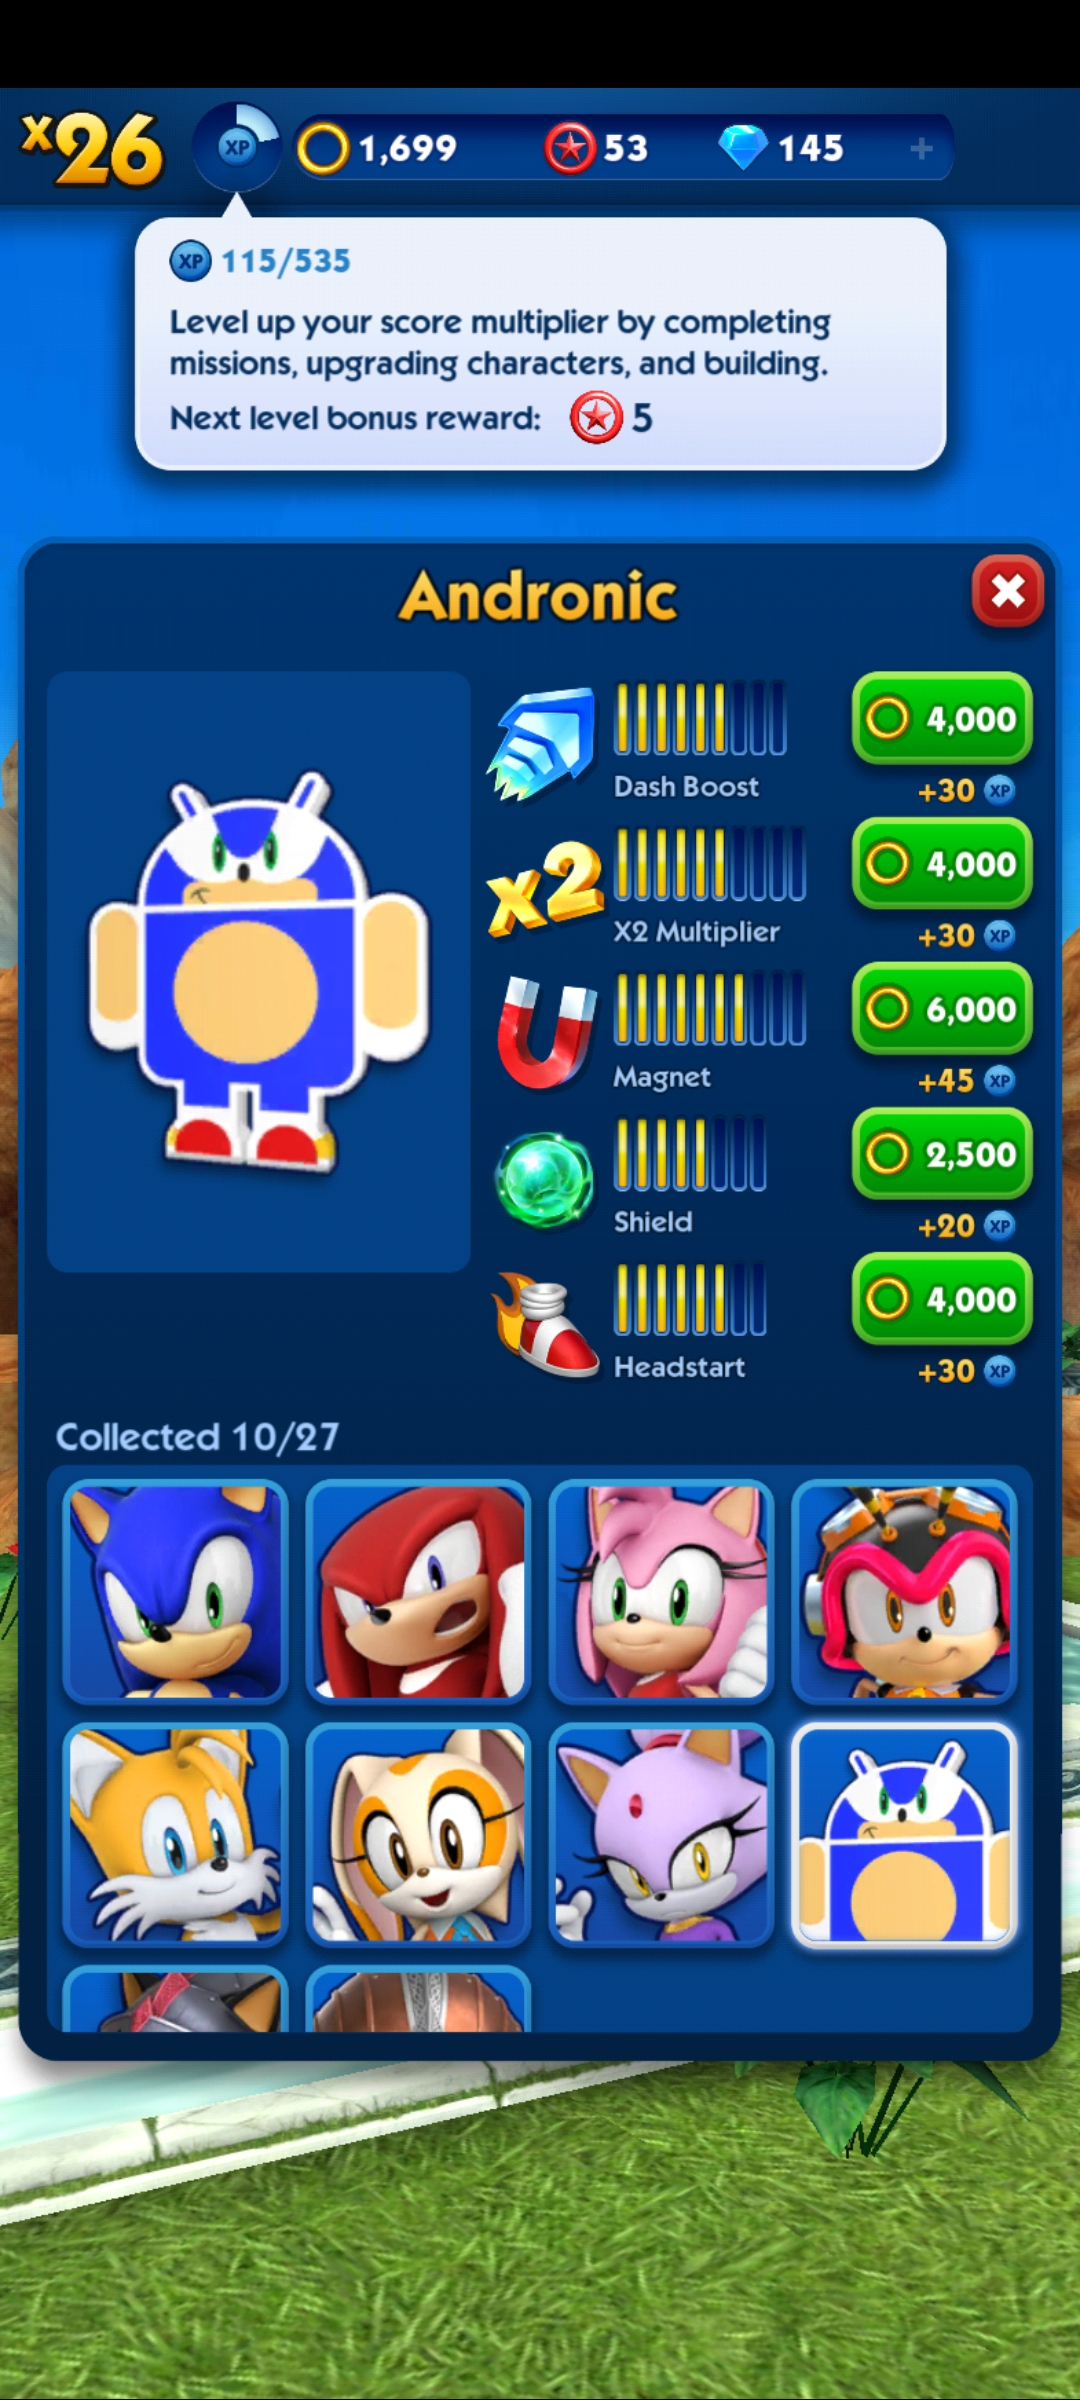 x26
XP
1,699
53
145
+
XP 115/535
Level up your score multiplier by completing
missions, upgrading characters, and building.
Next level bonus reward: 5
Andronic
4,000
Dash Boost
+30 XP
x2
4,000
X2 Multiplier
+30 XP
6,000
Magnet
+45 XP
2,500
Shield
+20 XP
4,000
Headstart
+30 XP
Collected 10/27